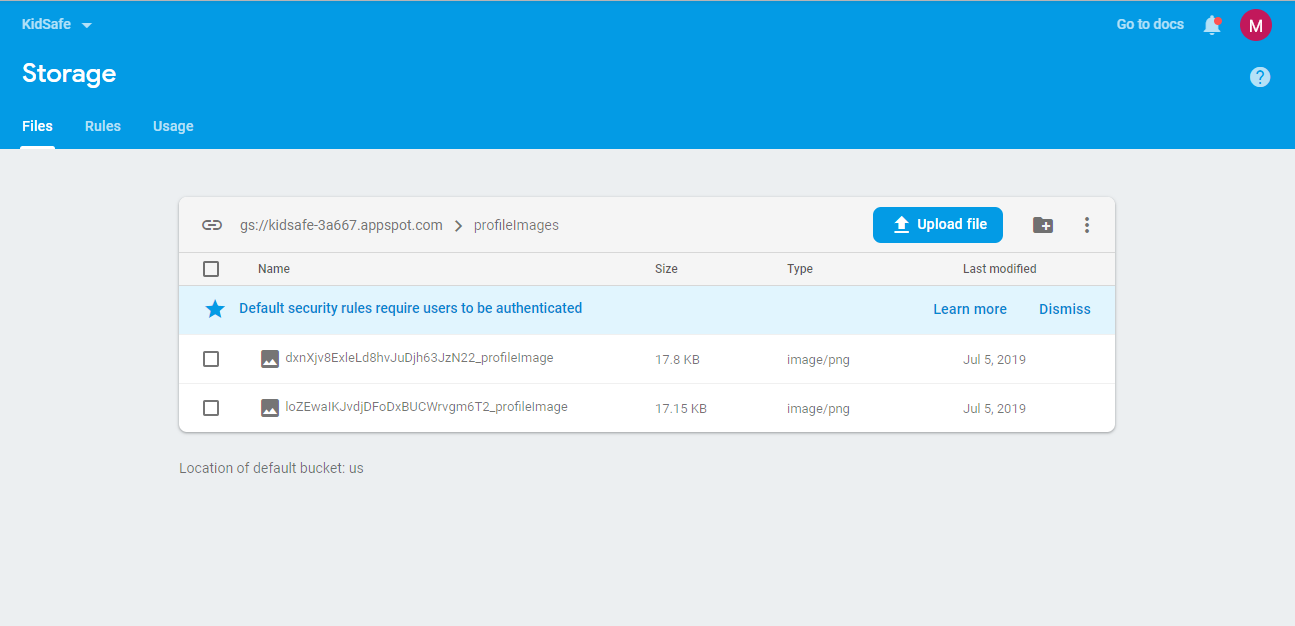 KidSafe Go to docs M
Storage ?
Files Rules Usage
gs://kidsafe-3a667.appspot.com profileImages Upload file
Name Size Type Last modified
Default security rules require users to be authenticated Learn more Dismiss
dxnXjv8ExleLd8hvJuDjh63JzN22_profileImage 17.8 KB image/png Jul 5, 2019
loZEwaIKJvdjDFoDxBUCWrvgm6T2_profileImage 17.15 KB image/png Jul 5, 2019
Location of default bucket: us